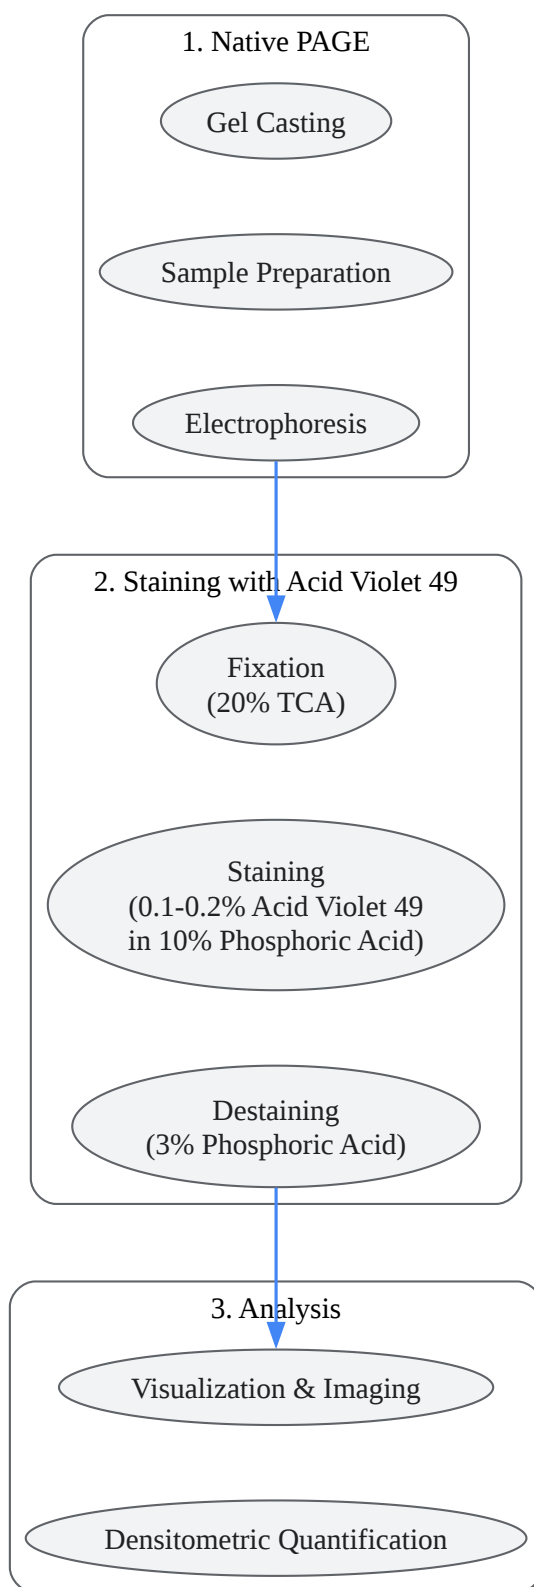 1. Native PAGE
Gel Casting
Sample Preparation
Electrophoresis
2. Staining with Acid Violet 49
Fixation
(20% TCA)
Staining
(0.1-0.2% Acid Violet 49
in 10% Phosphoric Acid)
Destaining
(3% Phosphoric Acid)
3. Analysis
Visualization & Imaging
Densitometric Quantification